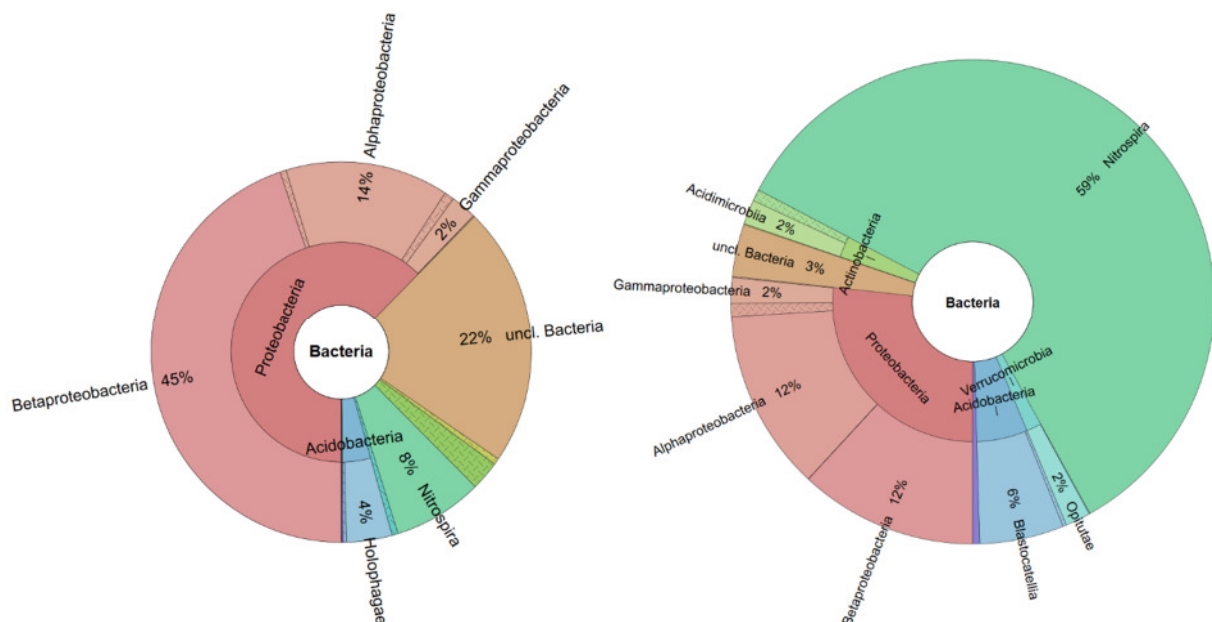 Alphaproteobacteria
14%
Gammaproteobacteria
2%
Proteobacteria
Bacteria
22% uncl. Bacteria
Betaproteobacteria 45%
Acidobacteria
8% Nitrospira
4% Holophagae
59% Nitrospira
Acidimicrobiia 2%
Actinobacteria
uncl. Bacteria 3%
Gammaproteobacteria 2%
Bacteria
Proteobacteria
Verrucomicrobia
Acidobacteria
Alphaproteobacteria 12%
Betaproteobacteria 12%
6% Blastocatellia
2% Opitutae